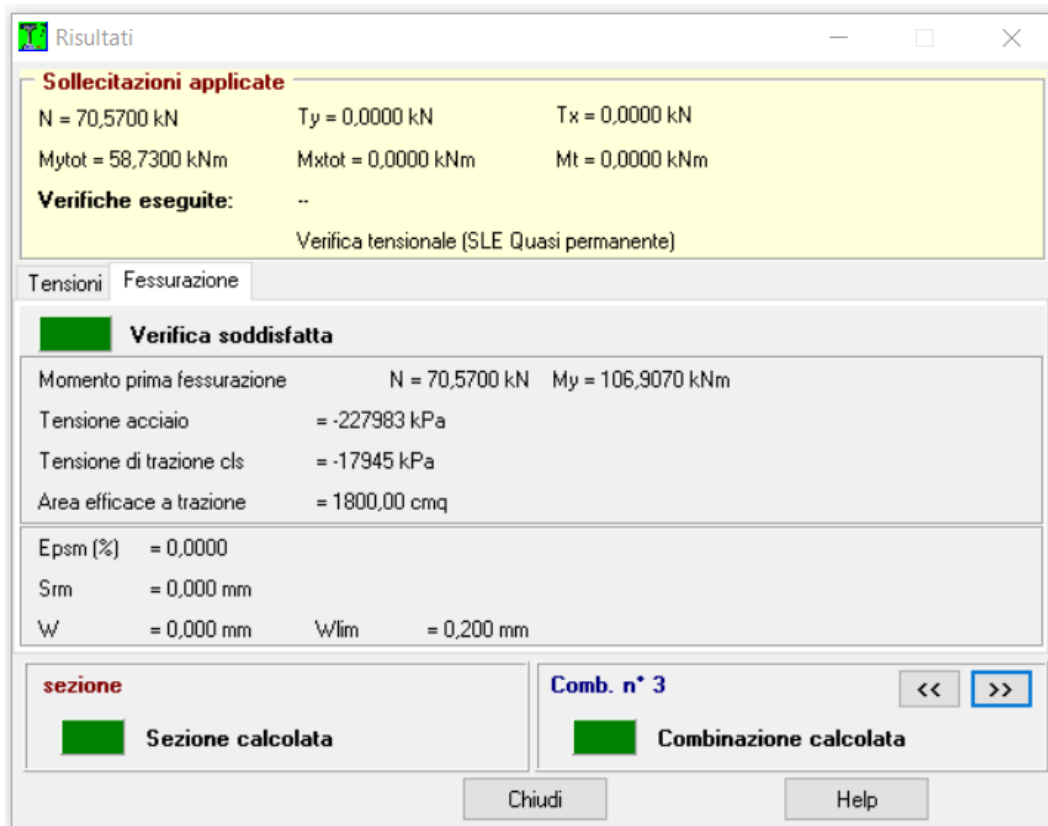 Risultati
Sollecitazioni applicate
N = 70,5700 kN Ty = 0,0000 kN Tx = 0,0000 kN
Mytot = 58,7300 kNm Mxtot = 0,0000 kNm Mt = 0,0000 kNm
Verifiche eseguite: --
Verifica tensionale (SLE Quasi permanente)
Tensioni Fessurazione
Verifica soddisfatta
Momento prima fessurazione N = 70,5700 kN My = 106,9070 kNm
Tensione acciaio = -227983 kPa
Tensione di trazione cls = -17945 kPa
Area efficace a trazione = 1800,00 cmq
Epsm (%) = 0,0000
Srm = 0,000 mm
W = 0,000 mm Wlim = 0,200 mm
sezione Comb. n° 3 << >>
Sezione calcolata Combinazione calcolata
Chiudi Help